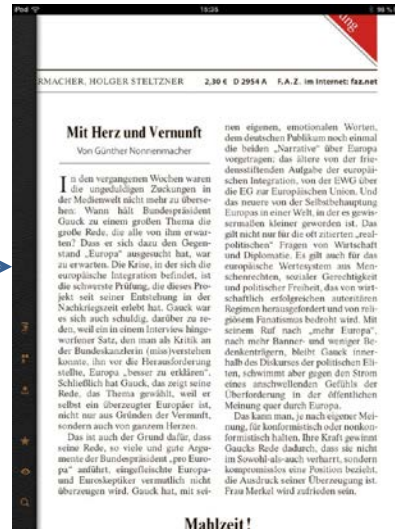 iPod
18:35
96 %
RMACHER, HOLGER STELTZNER 2,30 € D 2954 A F.A.Z. im Internet: faz.net
Mit Herz und Vernunft
Von Günther Nonnenmacher
In den vergangenen Wochen waren
die ungeduldigen Zuckungen in
der Medienwelt nicht mehr zu überse-
hen: Wann hält Bundespräsident
Gauck zu einem großen Thema die
große Rede, die alle von ihm erwar-
ten? Dass er sich dazu den Gegen-
stand „Europa“ ausgesucht hat, war
zu erwarten. Die Krise, in der sich die
europäische Integration befindet, ist
die schwerste Prüfung, die dieses Pro-
jekt seit seiner Entstehung in der
Nachkriegszeit erlebt hat. Gauck war
es sich auch schuldig, darüber zu re-
den, weil ein in einem Interview hinge-
worfener Satz, den man als Kritik an
der Bundeskanzlerin (miss)verstehen
konnte, ihn vor die Herausforderung
stellte, Europa „besser zu erklären“.
Schließlich hat Gauck, das zeigt seine
Rede, das Thema gewählt, weil er
selbst ein überzeugter Europäer ist,
nicht nur aus Gründen der Vernunft,
sondern auch von ganzem Herzen.
Das ist auch der Grund dafür, dass
seine Rede, so viele und gute Argu-
mente der Bundespräsident „pro Euro-
pa“ anführt, eingefleischte Europa-
und Euroskeptiker vermutlich nicht
überzeugen wird. Gauck hat, mit sei-
nen eigenen, emotionalen Worten,
dem deutschen Publikum noch einmal
die beiden „Narrative“ über Europa
vorgetragen: das ältere von der frie-
densstiftenden Aufgabe der europäi-
schen Integration, von der EWG über
die EG zur Europäischen Union. Und
das neuere von der Selbstbehauptung
Europas in einer Welt, in der es gewis-
sermaßen kleiner geworden ist. Das
gilt nicht nur für die oft zitierten „real-
politischen“ Fragen von Wirtschaft
und Diplomatie. Es gilt auch für das
europäische Wertesystem aus Men-
schenrechten, sozialer Gerechtigkeit
und politischer Freiheit, das von wirt-
schaftlich erfolgreichen autoritären
Regimen herausgefordert und von reli-
giösem Fanatismus bedroht wird. Mit
seinem Ruf nach „mehr Europa“,
nach mehr Banner- und weniger Be-
denkenträgern, bleibt Gauck inner-
halb des Diskurses der politischen Eli-
ten, schwimmt aber gegen den Strom
eines anschwellenden Gefühls der
Überforderung in der öffentlichen
Meinung quer durch Europa.
Das kann man, je nach eigener Mei-
nung, für konformistisch oder nonkon-
formistisch halten. Ihre Kraft gewinnt
Gaucks Rede dadurch, dass sie nicht
im Sowohl-als-auch verharrt, sondern
kompromisslos eine Position bezieht,
die Ausdruck seiner Überzeugung ist.
Frau Merkel wird zufrieden sein.
Mahlzeit!